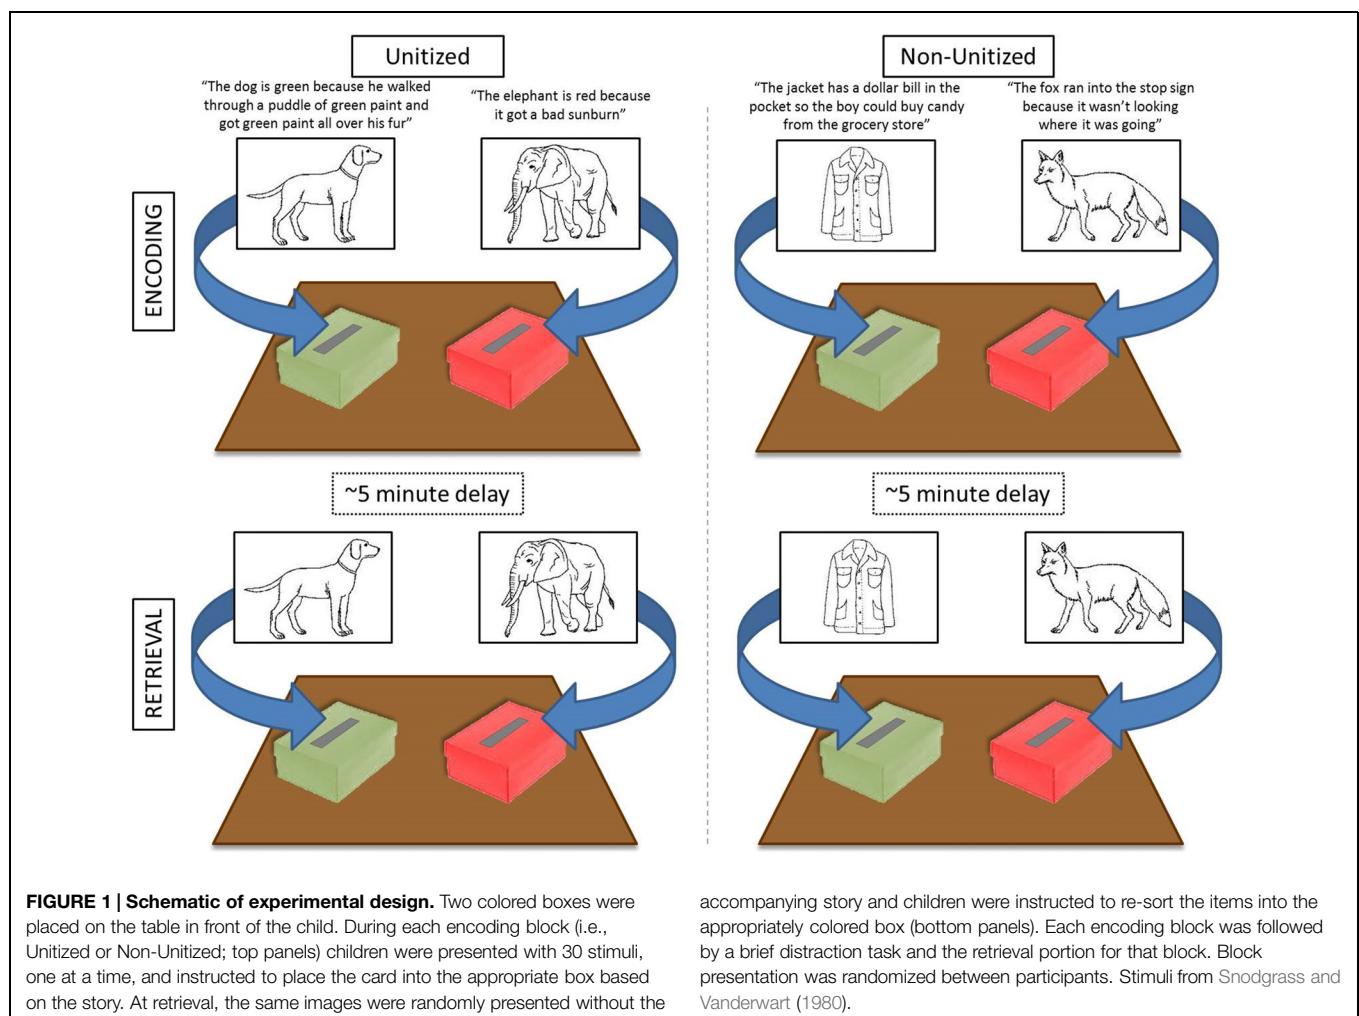 Unitized
Non-Unitized
“The dog is green because he walked
through a puddle of green paint and
got green paint all over his fur”
“The elephant is red because
it got a bad sunburn”
“The jacket has a dollar bill in the
pocket so the boy could buy candy
from the grocery store”
“The fox ran into the stop sign
because it wasn’t looking
where it was going”
ENCODING
~5 minute delay
~5 minute delay
RETRIEVAL
FIGURE 1 | Schematic of experimental design. Two colored boxes were
placed on the table in front of the child. During each encoding block (i.e.,
Unitized or Non-Unitized; top panels) children were presented with 30 stimuli,
one at a time, and instructed to place the card into the appropriate box based
on the story. At retrieval, the same images were randomly presented without the
accompanying story and children were instructed to re-sort the items into the
appropriately colored box (bottom panels). Each encoding block was followed
by a brief distraction task and the retrieval portion for that block. Block
presentation was randomized between participants. Stimuli from Snodgrass and
Vanderwart (1980).